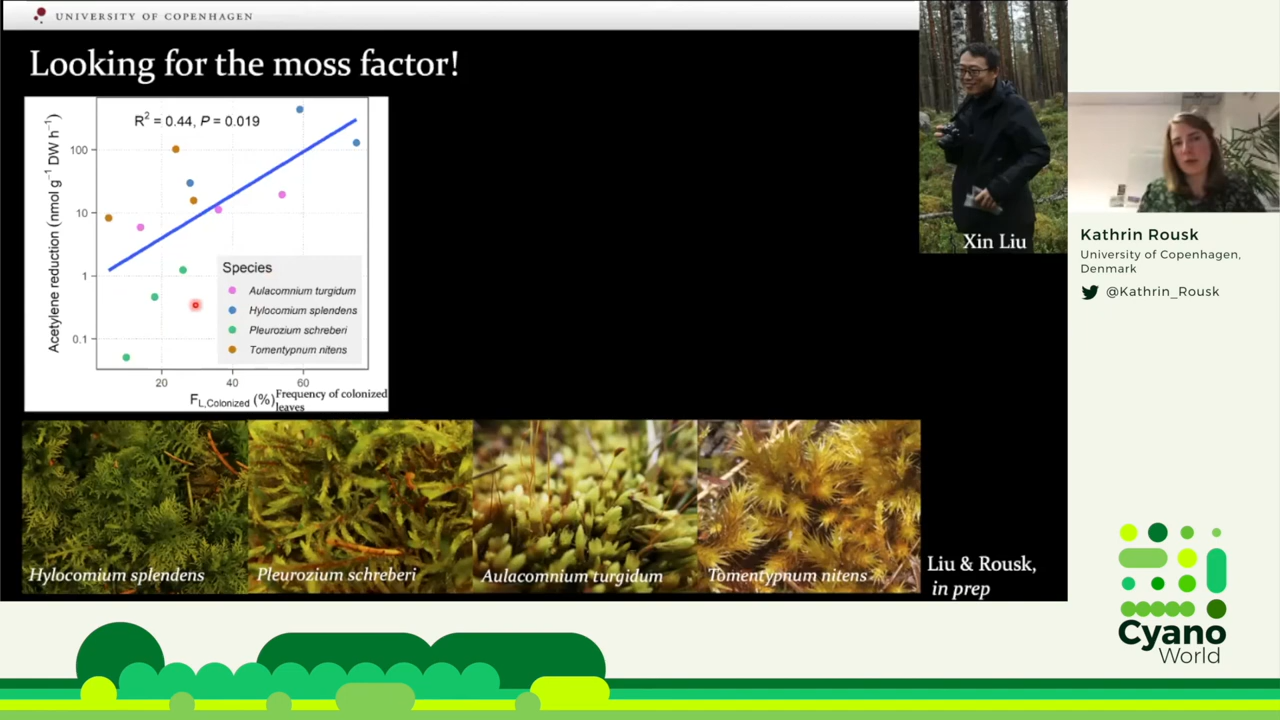 UNIVERSITY OF COPENHAGEN
Looking for the moss factor!
R2 = 0.44, P = 0.019
Acetylene reduction (nmol g−1 DW h−1)
100
10
1
0.1
Species
Aulacomnium turgidum
Hylocomium splendens
Pleurozium schreberi
Tomentypnum nitens
20
40
60
FL,Colonized (%)
Frequency of colonized
leaves
Xin Liu
Kathrin Rousk
University of Copenhagen,
Denmark
@Kathrin_Rousk
Hylocomium splendens
Pleurozium schreberi
Aulacomnium turgidum
Tomentypnum nitens
Liu & Rousk,
in prep
Cyano
World